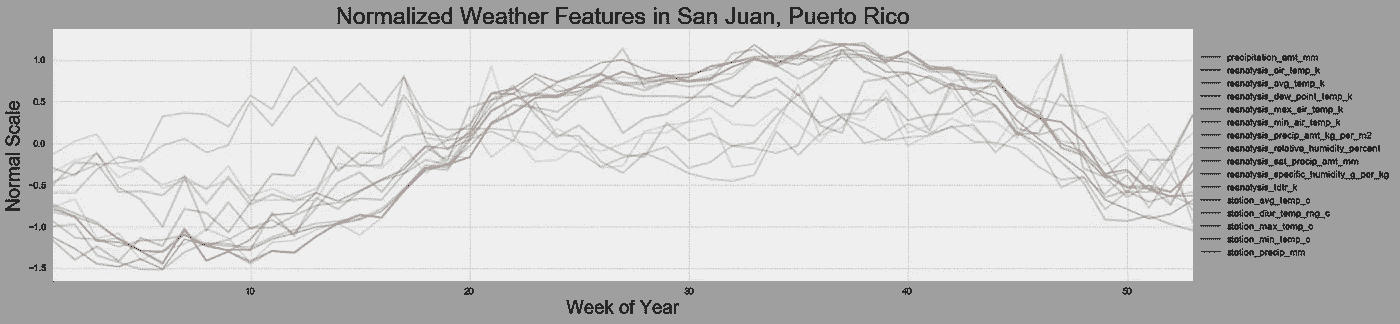 Normalized Weather Features in San Juan, Puerto Rico
1.0
0.5
0.0
−0.5
−1.0
−1.5
Normal Scale
10
20
30
40
50
Week of Year
precipitation_amt_mm
reanalysis_air_temp_k
reanalysis_avg_temp_k
reanalysis_dew_point_temp_k
reanalysis_max_air_temp_k
reanalysis_min_air_temp_k
reanalysis_precip_amt_kg_per_m2
reanalysis_relative_humidity_percent
reanalysis_sat_precip_amt_mm
reanalysis_specific_humidity_g_per_kg
reanalysis_tdtr_k
station_avg_temp_c
station_diur_temp_rng_c
station_max_temp_c
station_min_temp_c
station_precip_mm